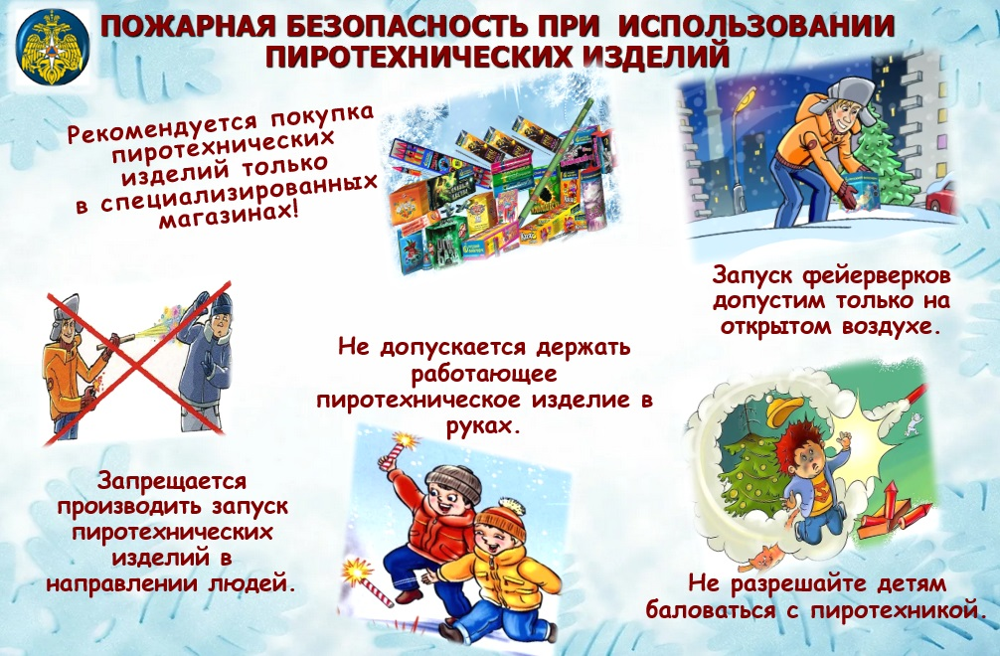 ПОЖАРНАЯ БЕЗОПАСНОСТЬ ПРИ ИСПОЛЬЗОВАНИИ
ПИРОТЕХНИЧЕСКИХ ИЗДЕЛИЙ
Рекомендуется покупка
пиротехнических
изделий только
в специализированных
магазинах!
Запуск фейерверков
допустим только на
открытом воздухе.
Не допускается держать
работающее
пиротехническое изделие в
руках.
Запрещается
производить запуск
пиротехнических
изделий в
направлении людей.
Не разрешайте детям
баловаться с пиротехникой.